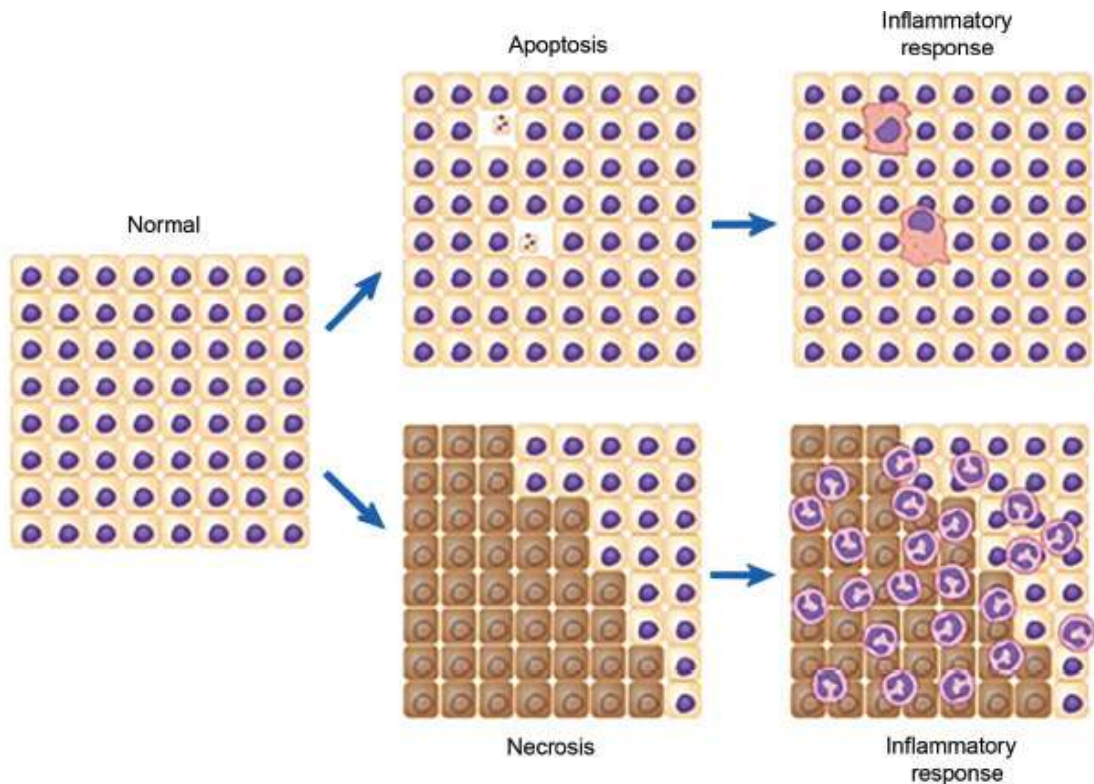 Apoptosis
Inflammatory
response
Normal
Necrosis
Inflammatory
response